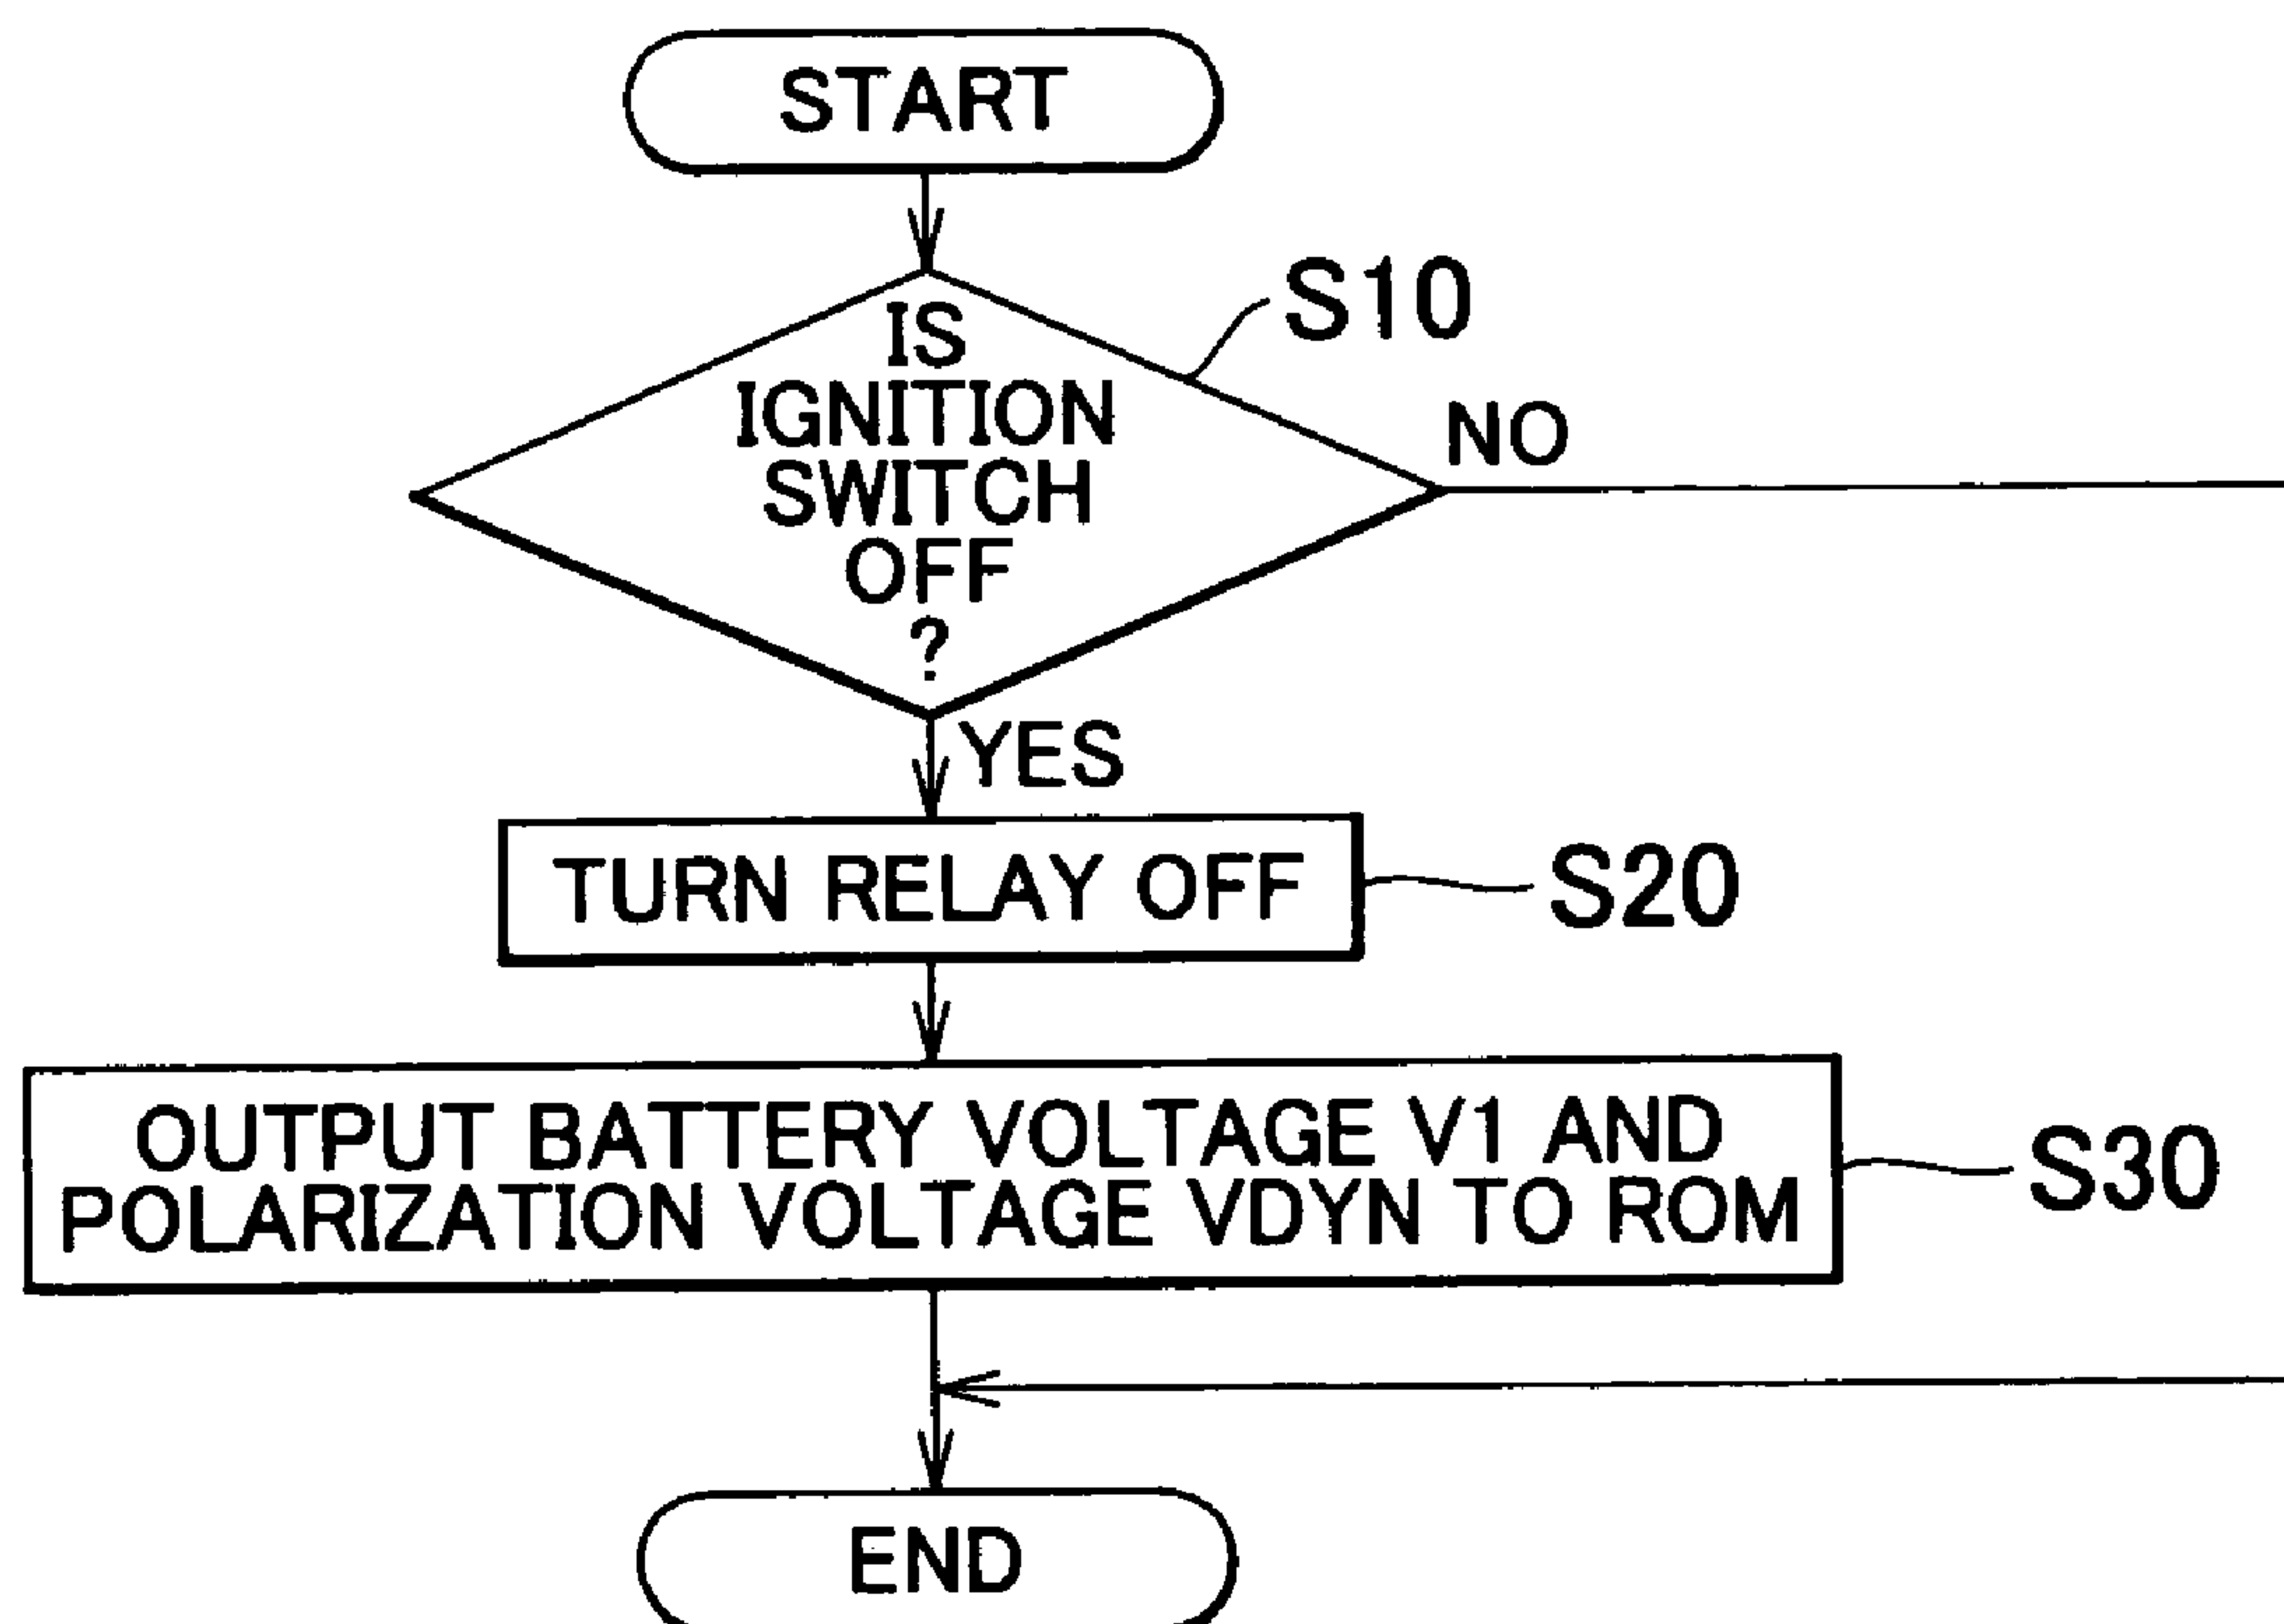 START
S10
IS
IGNITION
SWITCH
OFF
?
NO
YES
TURN RELAY OFF
S20
OUTPUT BATTERY VOLTAGE V1 AND
POLARIZATION VOLTAGE VDYN TO ROM
S30
END